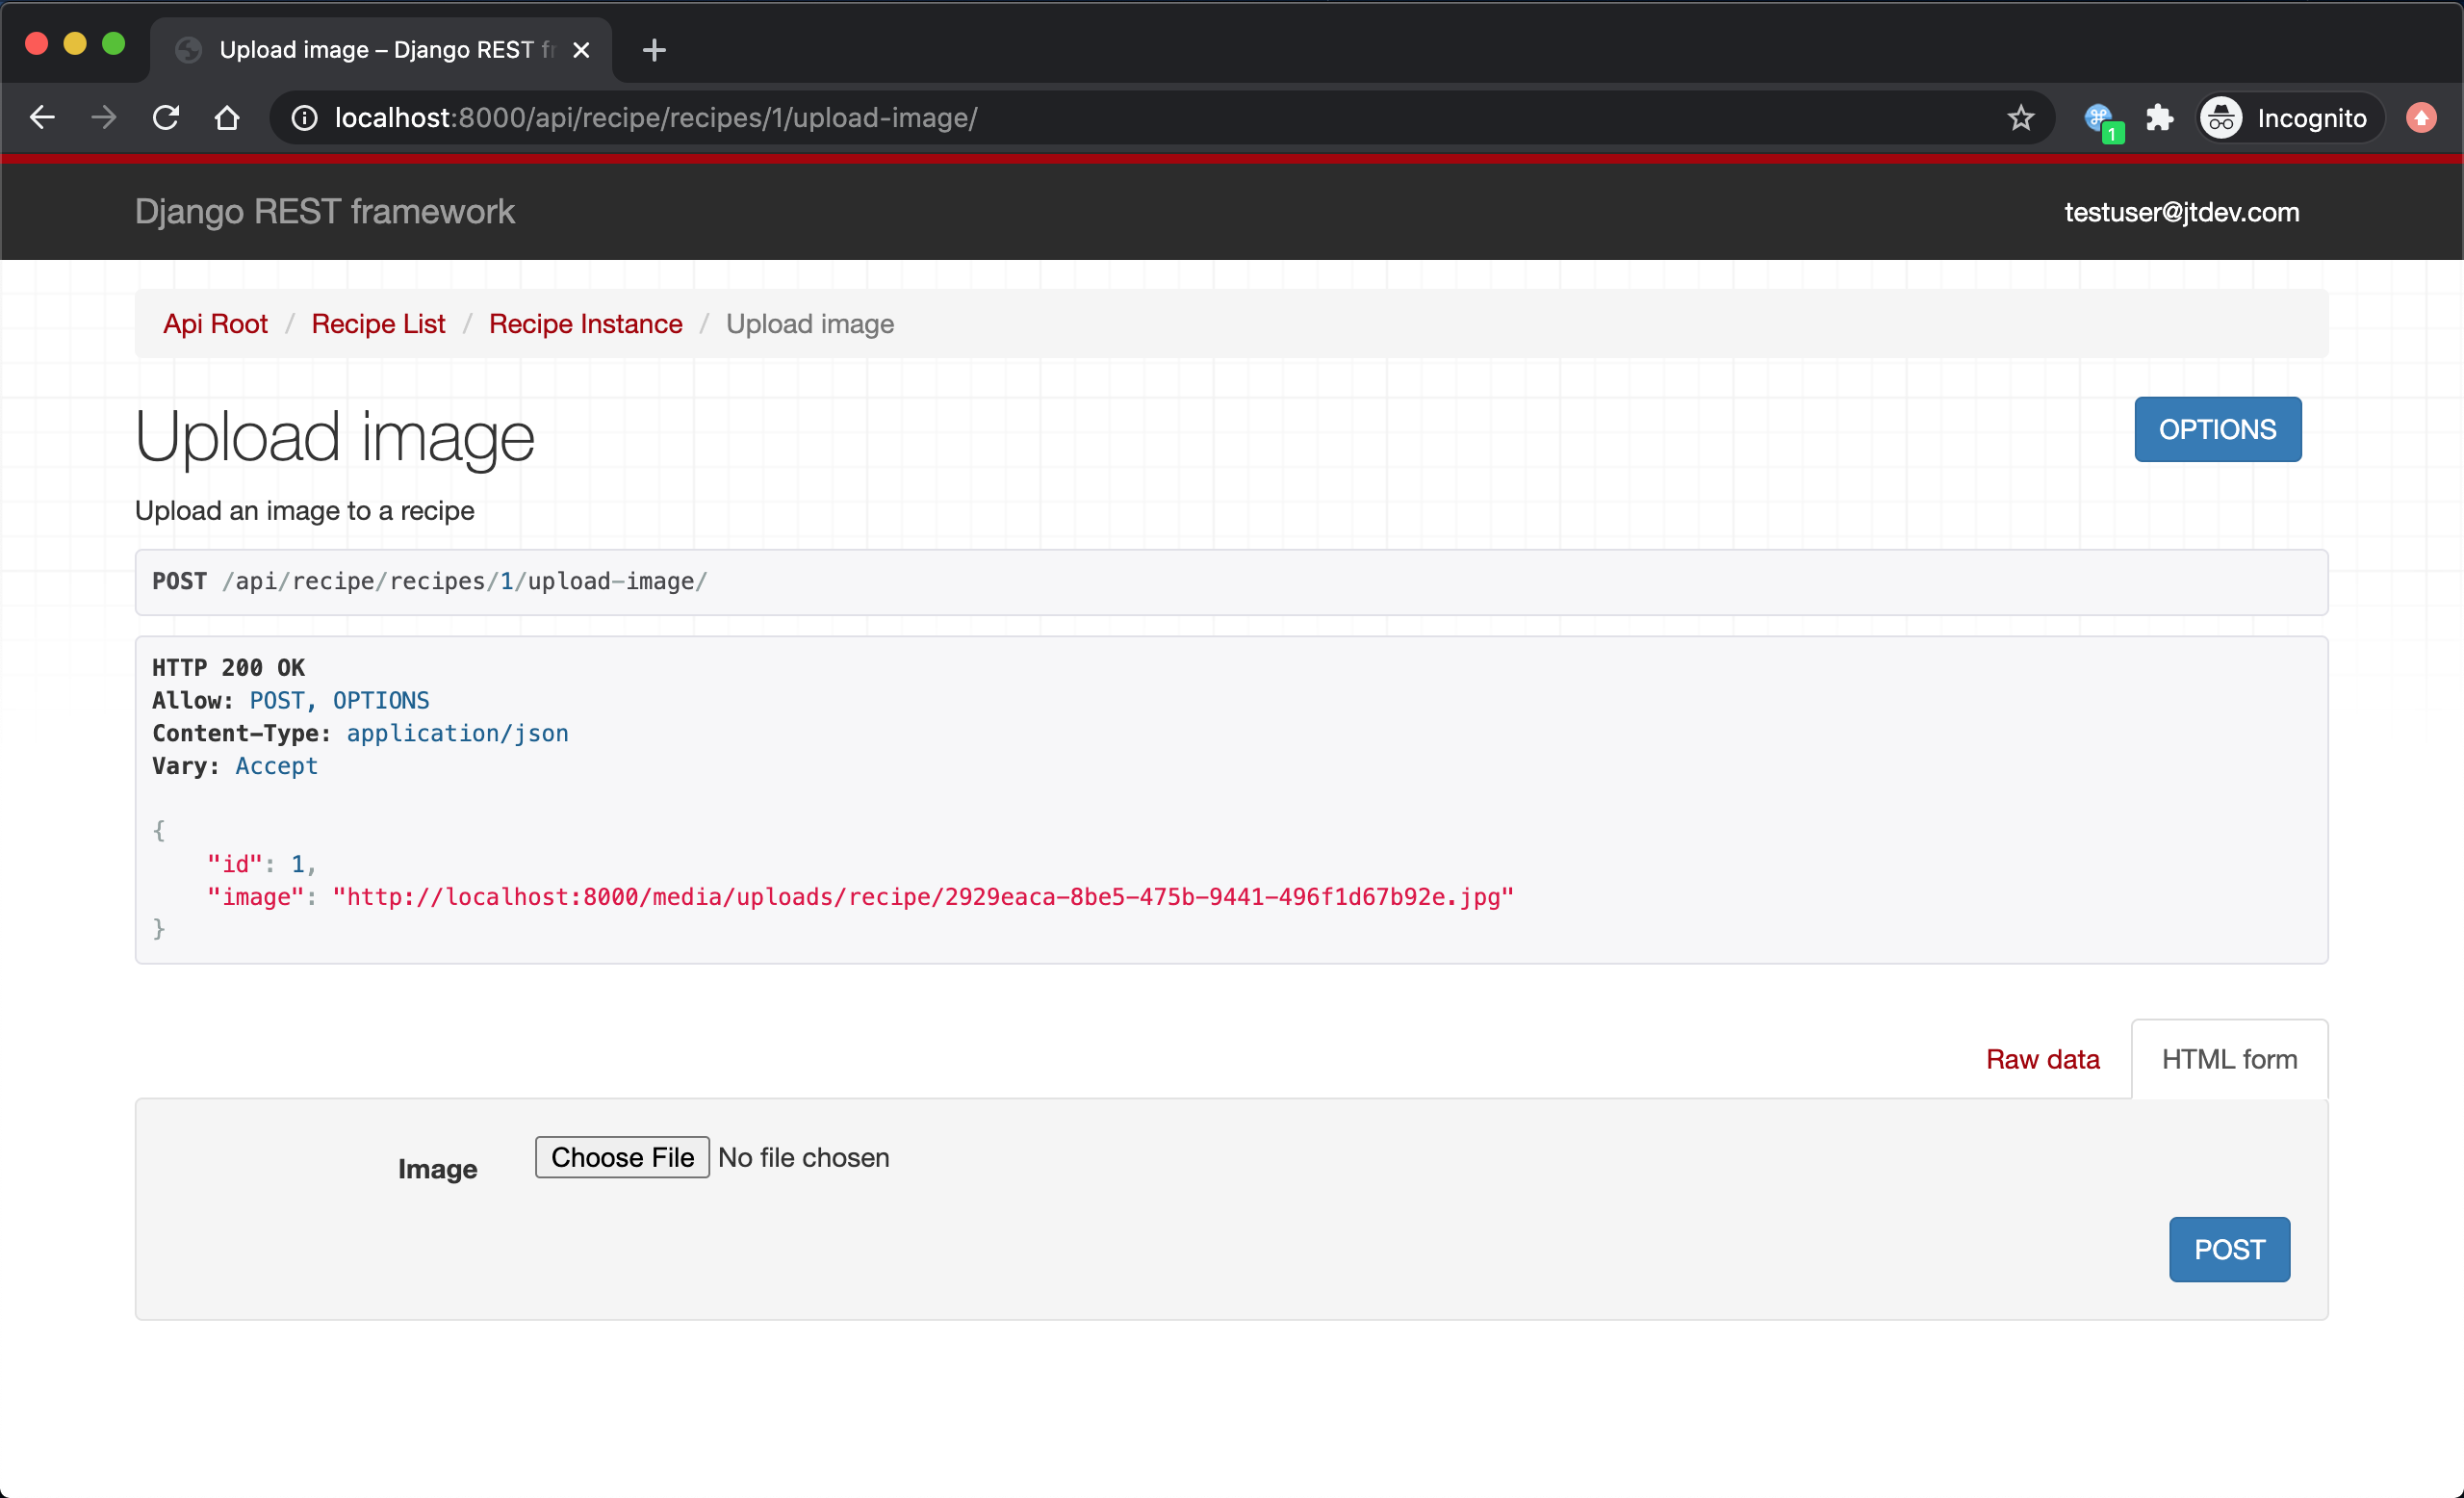 Upload image – Django REST fr
localhost:8000/api/recipe/recipes/1/upload-image/
1
Incognito
Django REST framework
testuser@jtdev.com
Api Root / Recipe List / Recipe Instance / Upload image
Upload image
OPTIONS
Upload an image to a recipe
POST /api/recipe/recipes/1/upload-image/
HTTP 200 OK
Allow: POST, OPTIONS
Content-Type: application/json
Vary: Accept
{
"id": 1,
"image": "http://localhost:8000/media/uploads/recipe/2929eaca-8be5-475b-9441-496f1d67b92e.jpg"
}
Raw data
HTML form
Image
Choose File No file chosen
POST